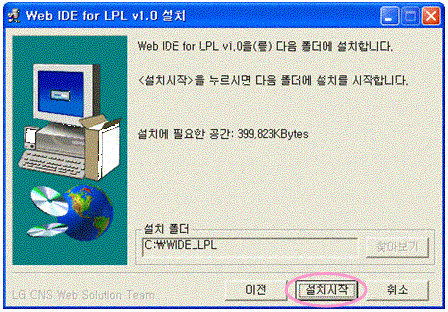 Web IDE for LPL v1.0 설치
Web IDE for LPL v1.0을(를) 다음 폴더에 설치합니다.
<설치시작>을 누르시면 다음 폴더에 설치를 시작합니다.
설치에 필요한 공간: 399,823KBytes
설치 폴더
C:\WIDE_LPL
찾아보기
LG CNS Web Solution Team
이전
설치시작
취소